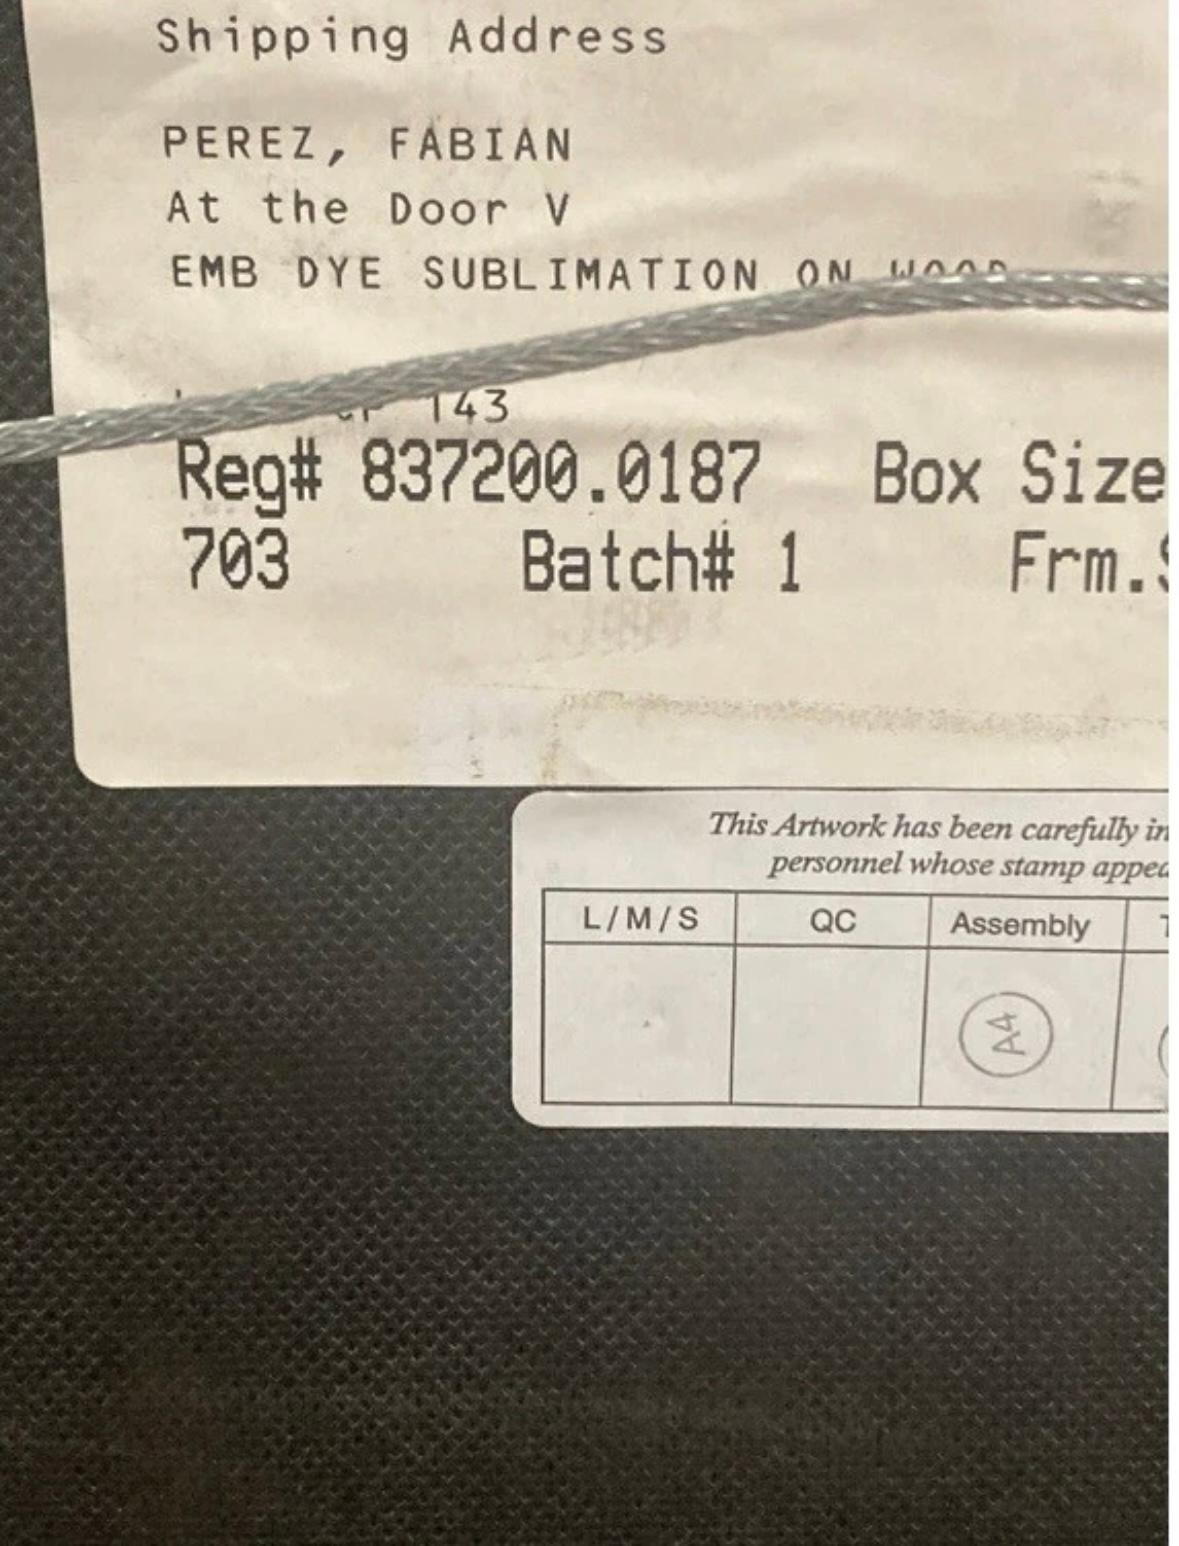 Shipping Address
PEREZ, FABIAN
At the Door V
EMB DYE SUBLIMATION ON WOOD
143
Reg# 837200.0187 Box Size
703 Batch# 1 Frm.
This Artwork has been carefully
personnel whose stamp
L/M/S QC Assembly
A4